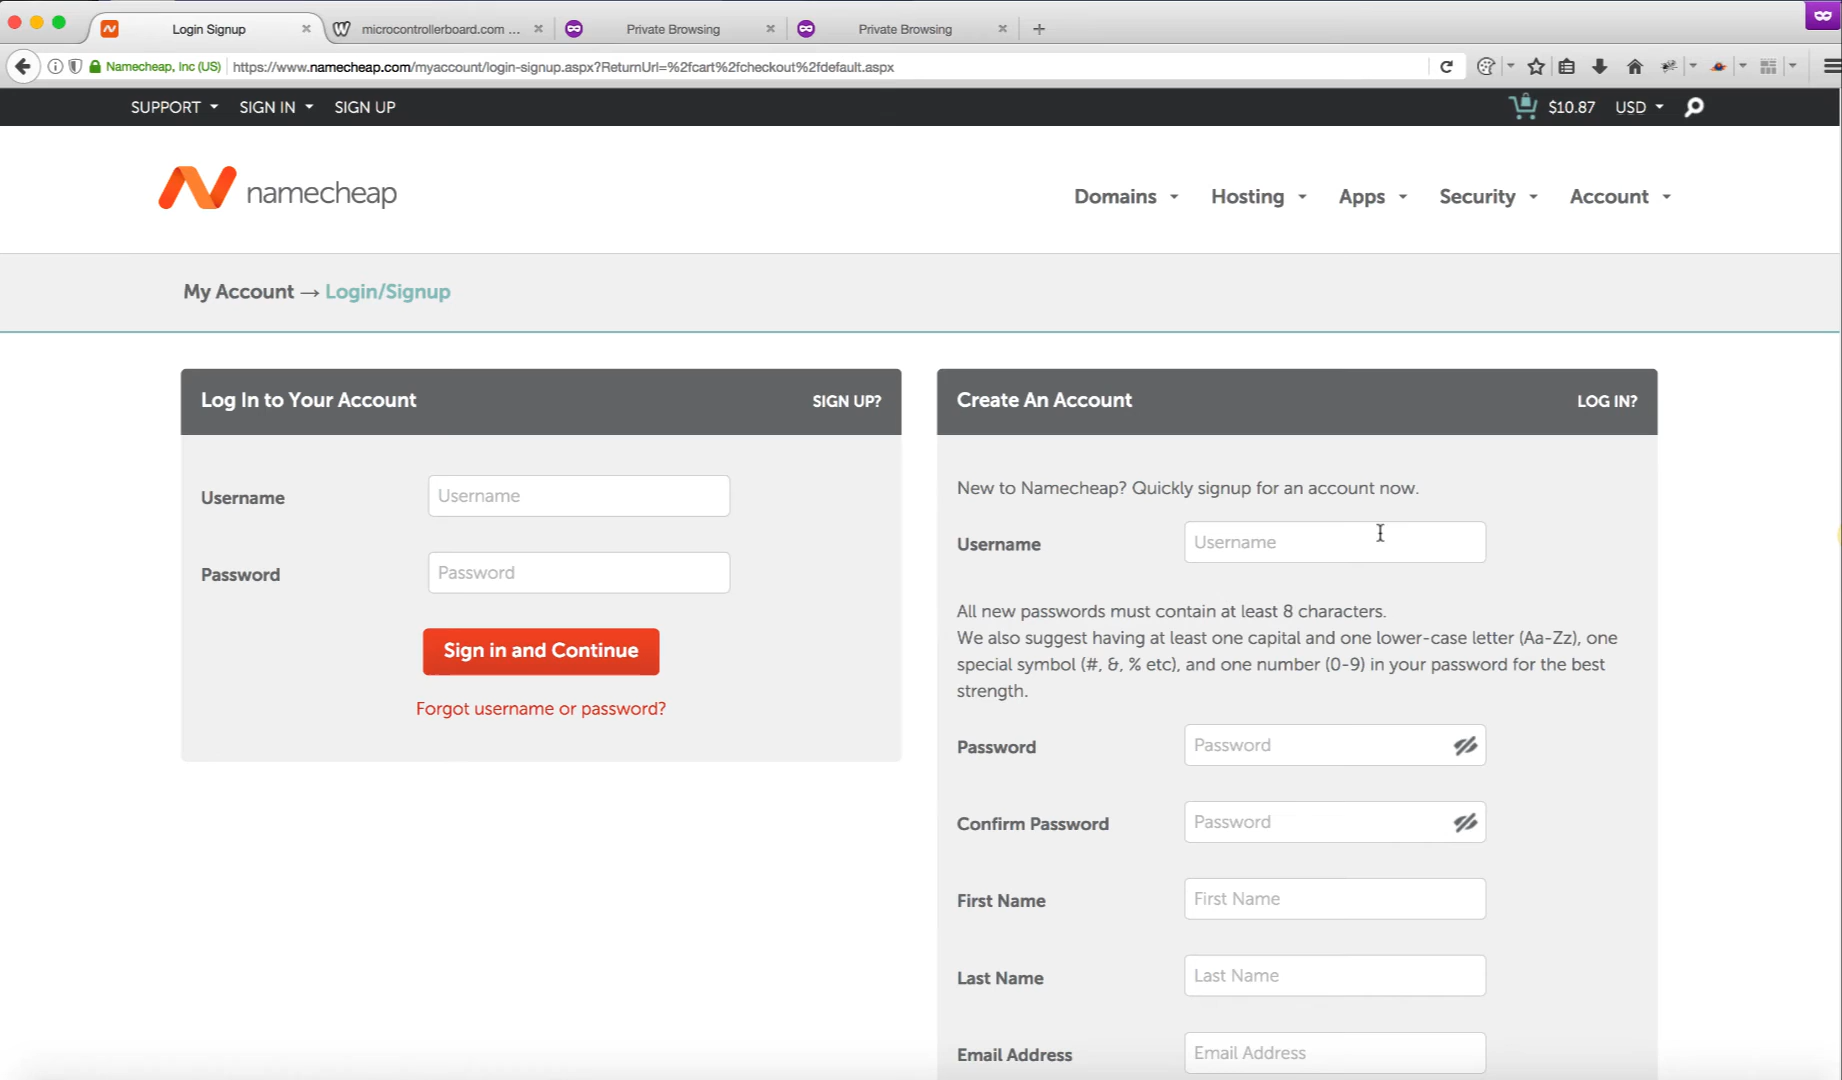 Login Signup
microcontrollerboard.com ...
Private Browsing
Private Browsing
Namecheap, Inc (US)
https://www.namecheap.com/myaccount/login-signup.aspx?ReturnUrl=%2fcart%2fcheckout%2fdefault.aspx
SUPPORT
SIGN IN
SIGN UP
$10.87
USD
namecheap
Domains
Hosting
Apps
Security
Account
My Account → Login/Signup
Log In to Your Account
SIGN UP?
Username
Username
Password
Password
Sign in and Continue
Forgot username or password?
Create An Account
LOG IN?
New to Namecheap? Quickly signup for an account now.
Username
Username
All new passwords must contain at least 8 characters.
We also suggest having at least one capital and one lower-case letter (Aa-Zz), one
special symbol (#, &, % etc), and one number (0-9) in your password for the best
strength.
Password
Password
Confirm Password
Password
First Name
First Name
Last Name
Last Name
Email Address
Email Address